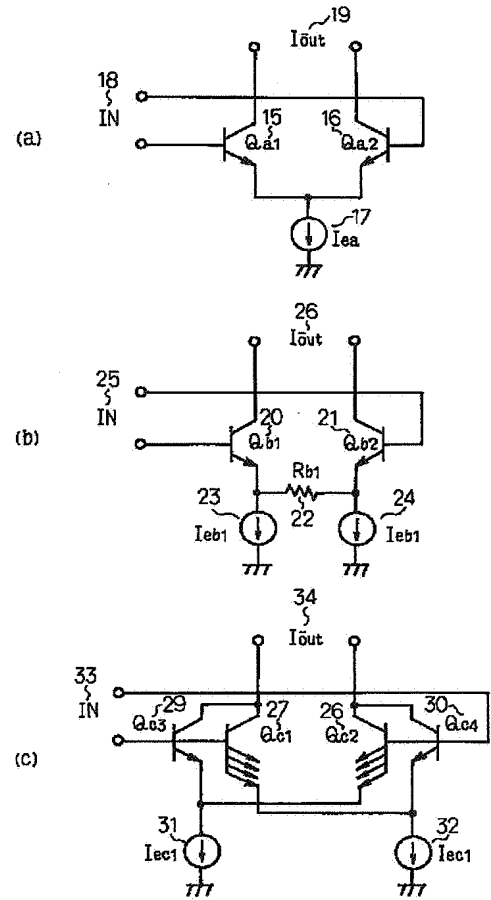 19
Iout
18
IN
15
16
(a)
Qa1
Qa2
17
Iea
26
Iout
25
IN
20
21
(b)
Qb1
Qb2
Rb1
23
22
24
Ieb1
Ieb1
34
Iout
33
IN
29
27
26
30
Qc3
Qc1
Qc2
Qc4
(c)
31
32
Iec1
Iec1